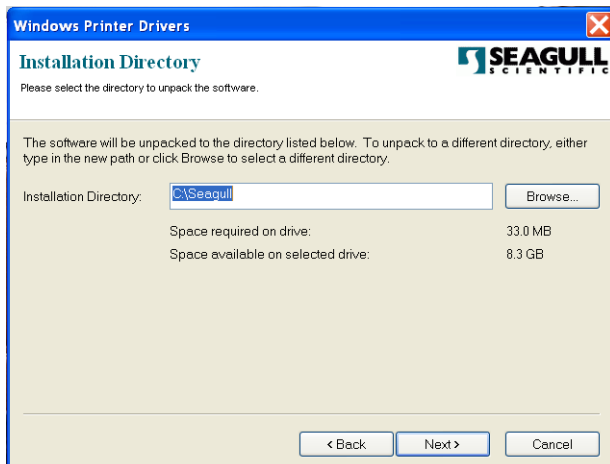 Windows Printer Drivers
Installation Directory
SEAGULL
SCIENTIFIC
Please select the directory to unpack the software.
The software will be unpacked to the directory listed below. To unpack to a different directory, either
type in the new path or click Browse to select a different directory.
Installation Directory: C:\Seagull Browse...
Space required on drive: 33.0 MB
Space available on selected drive: 8.3 GB
< Back Next > Cancel